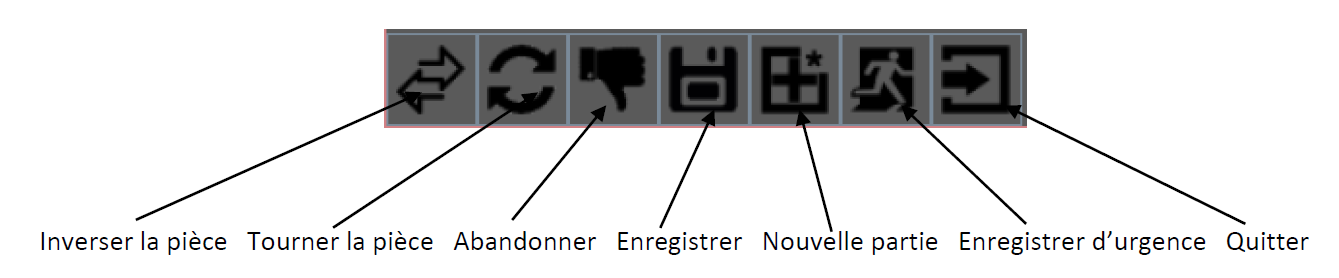 Inverser la pièce Tourner la pièce Abandonner Enregistrer Nouvelle partie Enregistrer d’urgence Quitter